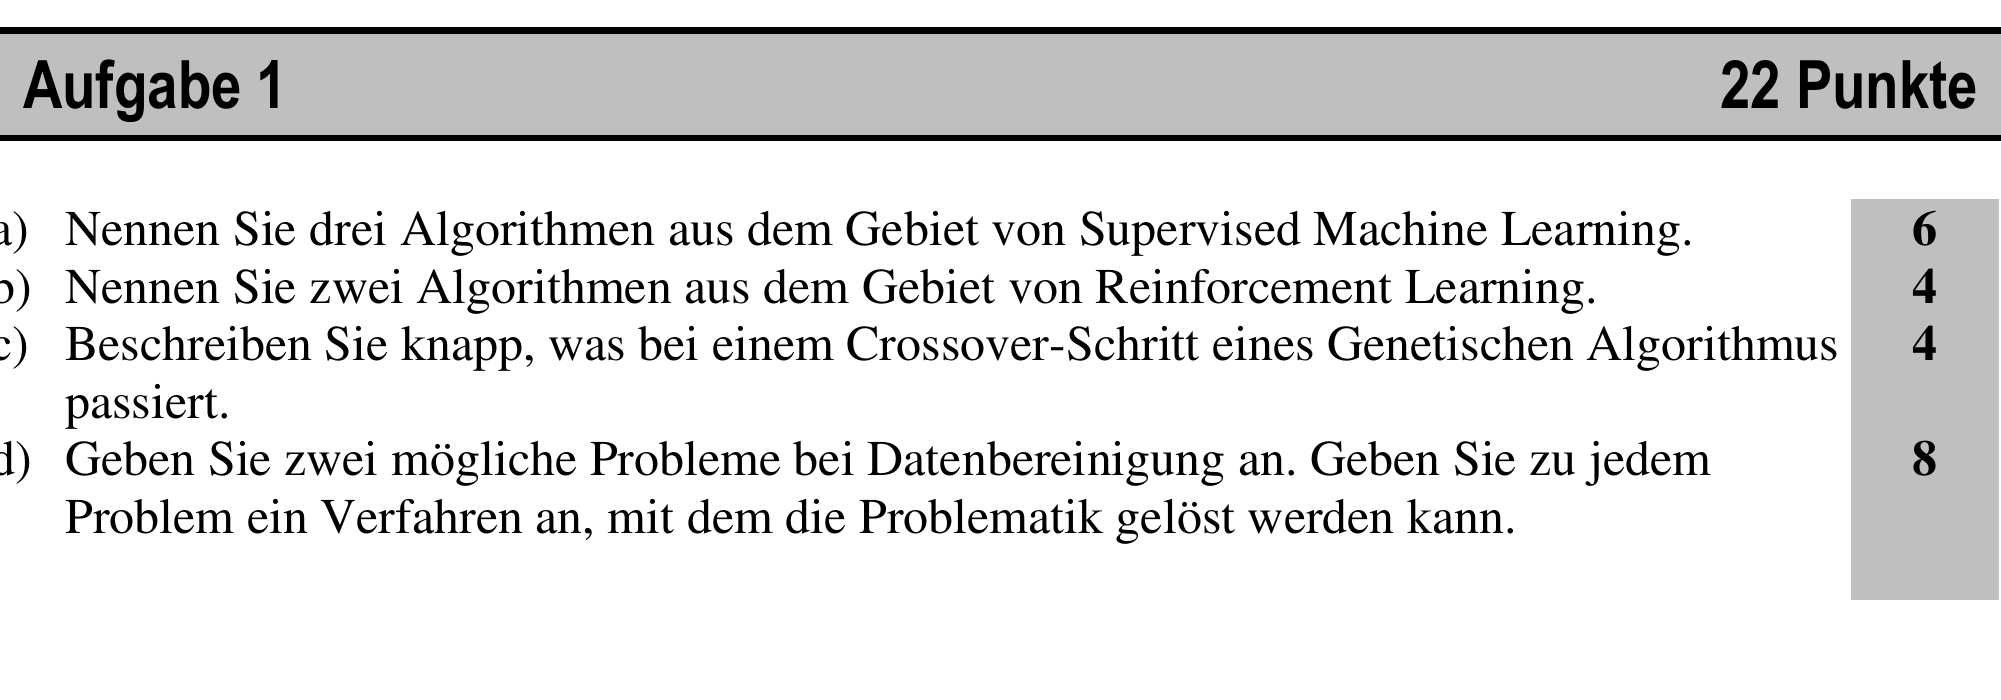 Aufgabe 1 22 Punkte
a) Nennen Sie drei Algorithmen aus dem Gebiet von Supervised Machine Learning. 6
b) Nennen Sie zwei Algorithmen aus dem Gebiet von Reinforcement Learning. 4
c) Beschreiben Sie knapp, was bei einem Crossover-Schritt eines Genetischen Algorithmus 4
passiert.
d) Geben Sie zwei mögliche Probleme bei Datenbereinigung an. Geben Sie zu jedem 8
Problem ein Verfahren an, mit dem die Problematik gelöst werden kann.